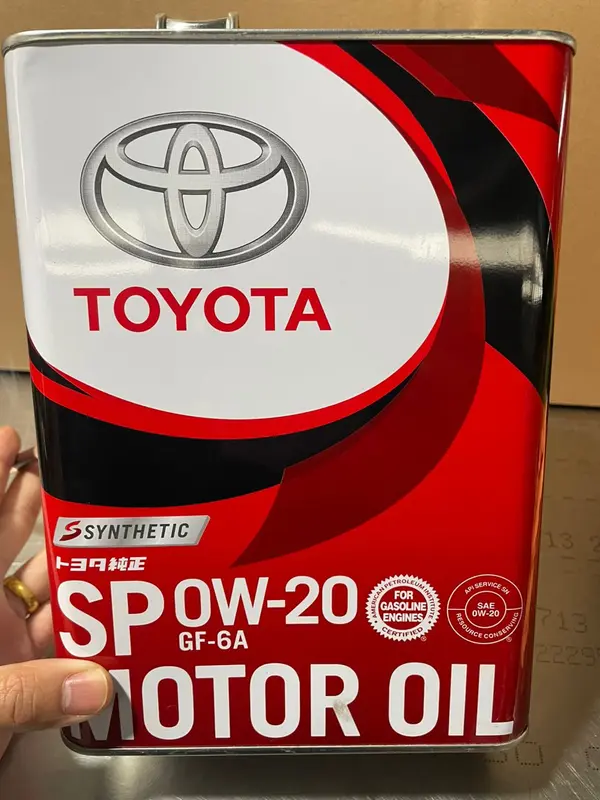 TOYOTA
SYNTHETIC
トヨタ純正
SP 0W-20
GF-6A
AMERICAN PETROLEUM INSTITUTE
FOR
GASOLINE
ENGINES
CERTIFIED
API SERVICE SN
SAE
0W-20
RESOURCE CONSERVING
MOTOR OIL
713